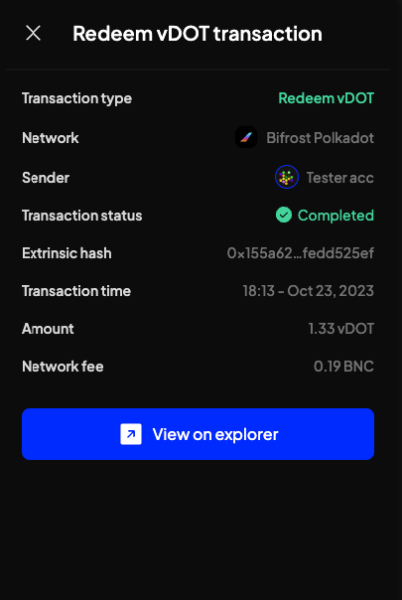 Redeem vDOT transaction
Transaction type Redeem vDOT
Network Bifrost Polkadot
Sender Tester acc
Transaction status Completed
Extrinsic hash 0x155a62...fedd525ef
Transaction time 18:13 - Oct 23, 2023
Amount 1.33 vDOT
Network fee 0.19 BNC
View on explorer